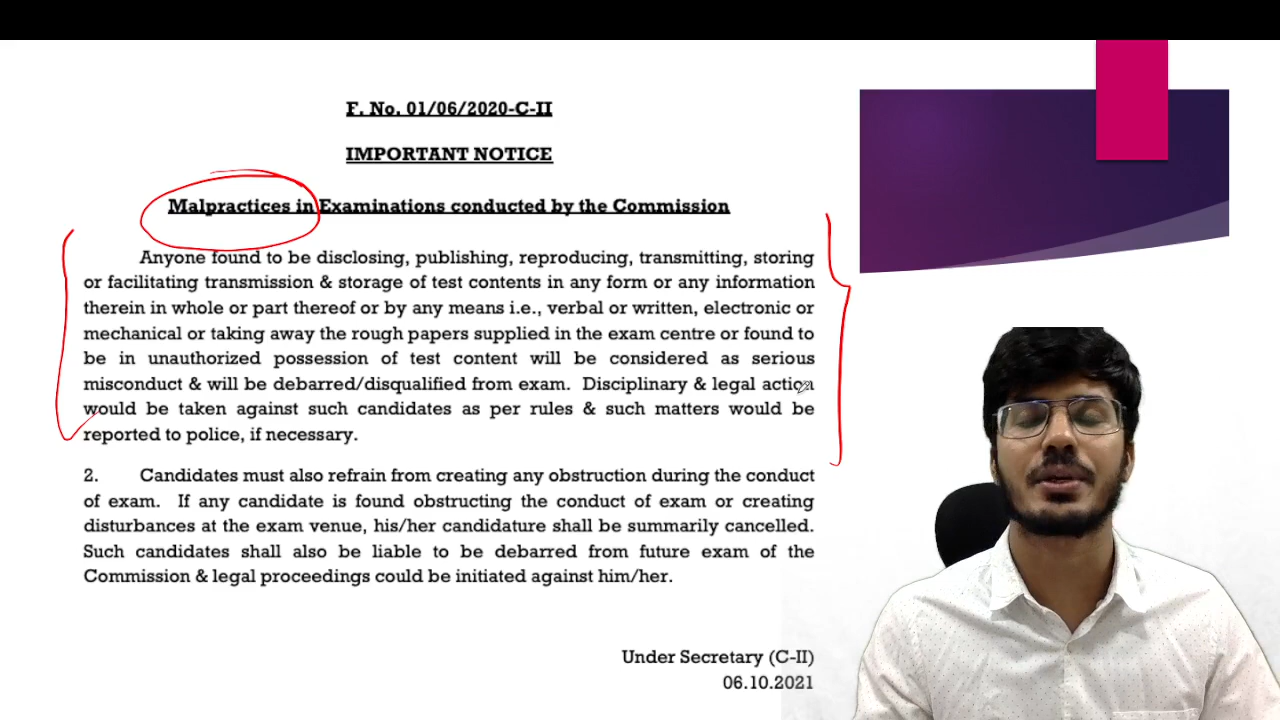 F. No. 01/06/2020-C-II
IMPORTANT NOTICE
Malpractices in Examinations conducted by the Commission
Anyone found to be disclosing, publishing, reproducing, transmitting, storing
or facilitating transmission & storage of test contents in any form or any information
therein in whole or part thereof or by any means i.e., verbal or written, electronic or
mechanical or taking away the rough papers supplied in the exam centre or found to
be in unauthorized possession of test content will be considered as serious
misconduct & will be debarred/disqualified from exam. Disciplinary & legal action
would be taken against such candidates as per rules & such matters would be
reported to police, if necessary.
2. Candidates must also refrain from creating any obstruction during the conduct
of exam. If any candidate is found obstructing the conduct of exam or creating
disturbances at the exam venue, his/her candidature shall be summarily cancelled.
Such candidates shall also be liable to be debarred from future exam of the
Commission & legal proceedings could be initiated against him/her.
Under Secretary (C-II)
06.10.2021